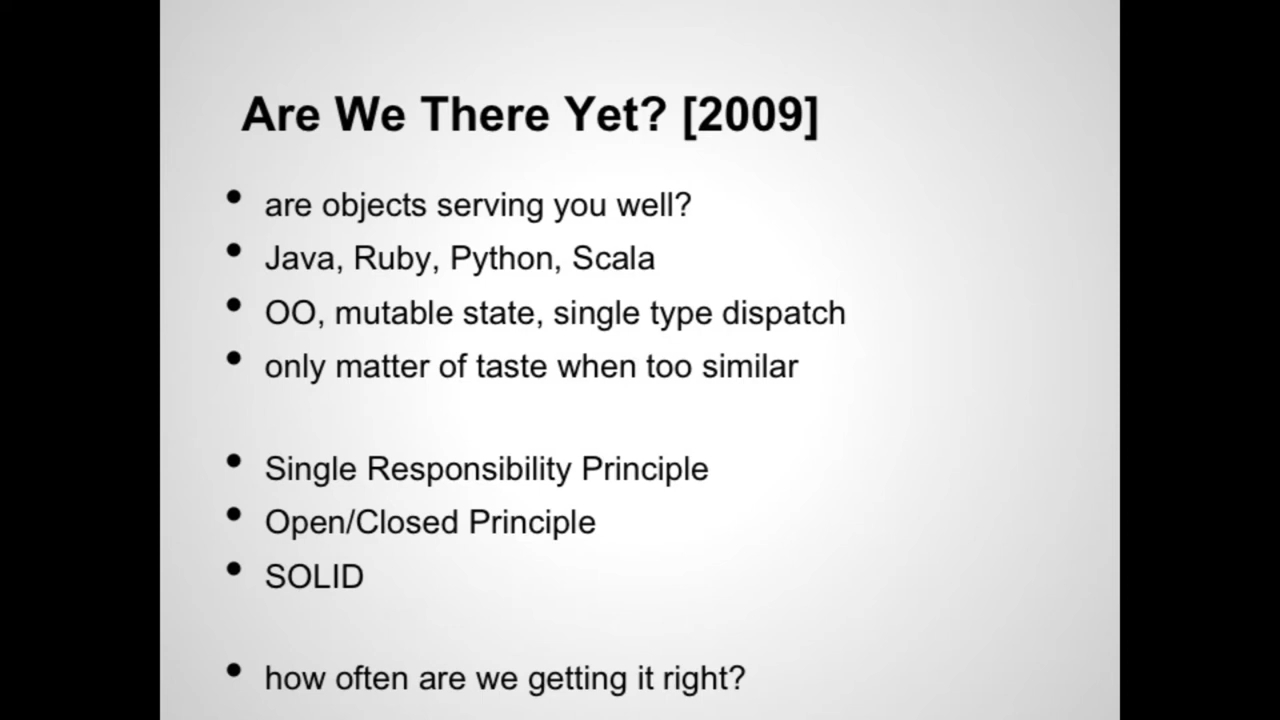 Are We There Yet? [2009]
• are objects serving you well?
• Java, Ruby, Python, Scala
• OO, mutable state, single type dispatch
• only matter of taste when too similar
• Single Responsibility Principle
• Open/Closed Principle
• SOLID
• how often are we getting it right?